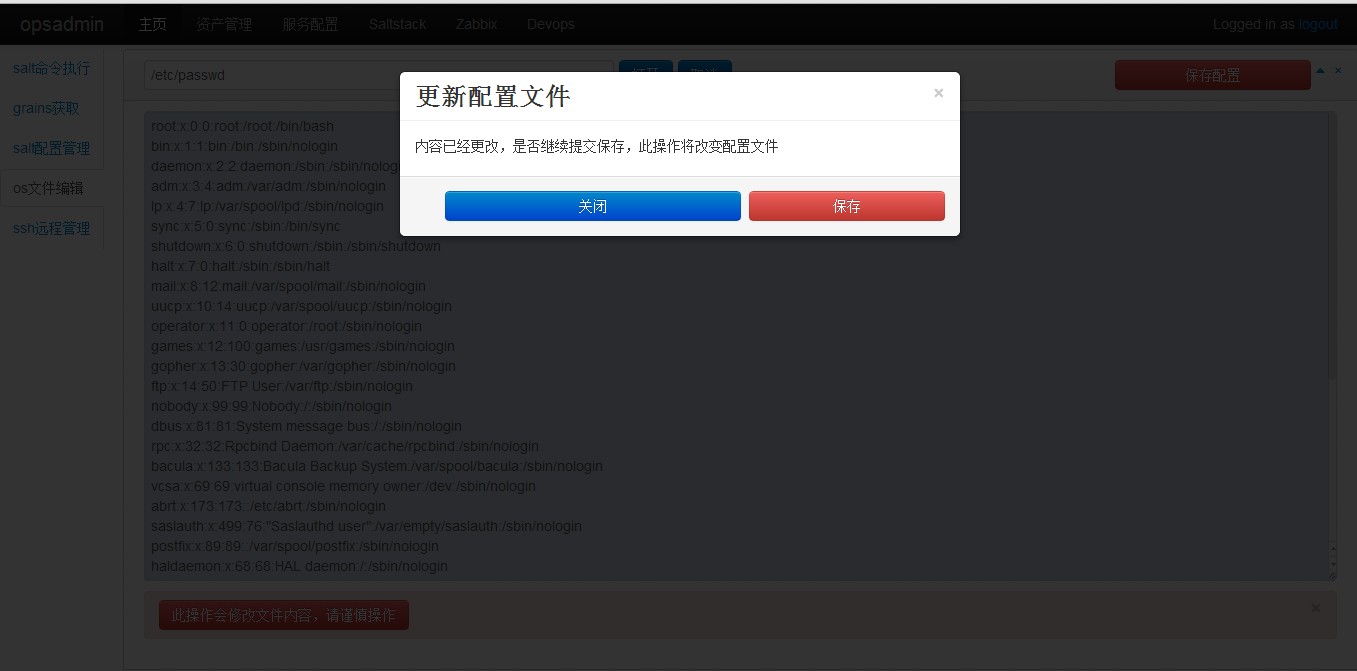 opsadmin 主页 资产管理 服务配置 Saltstack Zabbix Devops Logged in as logout
salt命令执行
grains获取
salt配置管理
os文件编辑
ssh远程管理
/etc/passwd 打开 取消 保存配置
更新配置文件 ×
内容已经更改，是否继续提交保存，此操作将改变配置文件
关闭 保存
root:x:0:0:root:/root:/bin/bash
bin:x:1:1:bin:/bin:/sbin/nologin
daemon:x:2:2:daemon:/sbin:/sbin/nolog
adm:x:3:4:adm:/var/adm:/sbin/nologin
lp:x:4:7:lp:/var/spool/lpd:/sbin/nologin
sync:x:5:0:sync:/sbin:/bin/sync
shutdown:x:6:0:shutdown:/sbin:/sbin/shutdown
halt:x:7:0:halt:/sbin:/sbin/halt
mail:x:8:12:mail:/var/spool/mail:/sbin/nologin
uucp:x:10:14:uucp:/var/spool/uucp:/sbin/nologin
operator:x:11:0:operator:/root:/sbin/nologin
games:x:12:100:games:/usr/games:/sbin/nologin
gopher:x:13:30:gopher:/var/gopher:/sbin/nologin
ftp:x:14:50:FTP User:/var/ftp:/sbin/nologin
nobody:x:99:99:Nobody:/:/sbin/nologin
dbus:x:81:81:System message bus:/:/sbin/nologin
rpc:x:32:32:Rpcbind Daemon:/var/cache/rpcbind:/sbin/nologin
bacula:x:133:133:Bacula Backup System:/var/spool/bacula:/sbin/nologin
vcsa:x:69:69:virtual console memory owner:/dev:/sbin/nologin
abrt:x:173:173::/etc/abrt:/sbin/nologin
saslauth:x:499:76:"Saslauthd user":/var/empty/saslauth:/sbin/nologin
postfix:x:89:89::/var/spool/postfix:/sbin/nologin
haldaemon:x:68:68:HAL daemon:/:/sbin/nologin
此操作会修改文件内容，请谨慎操作 ×